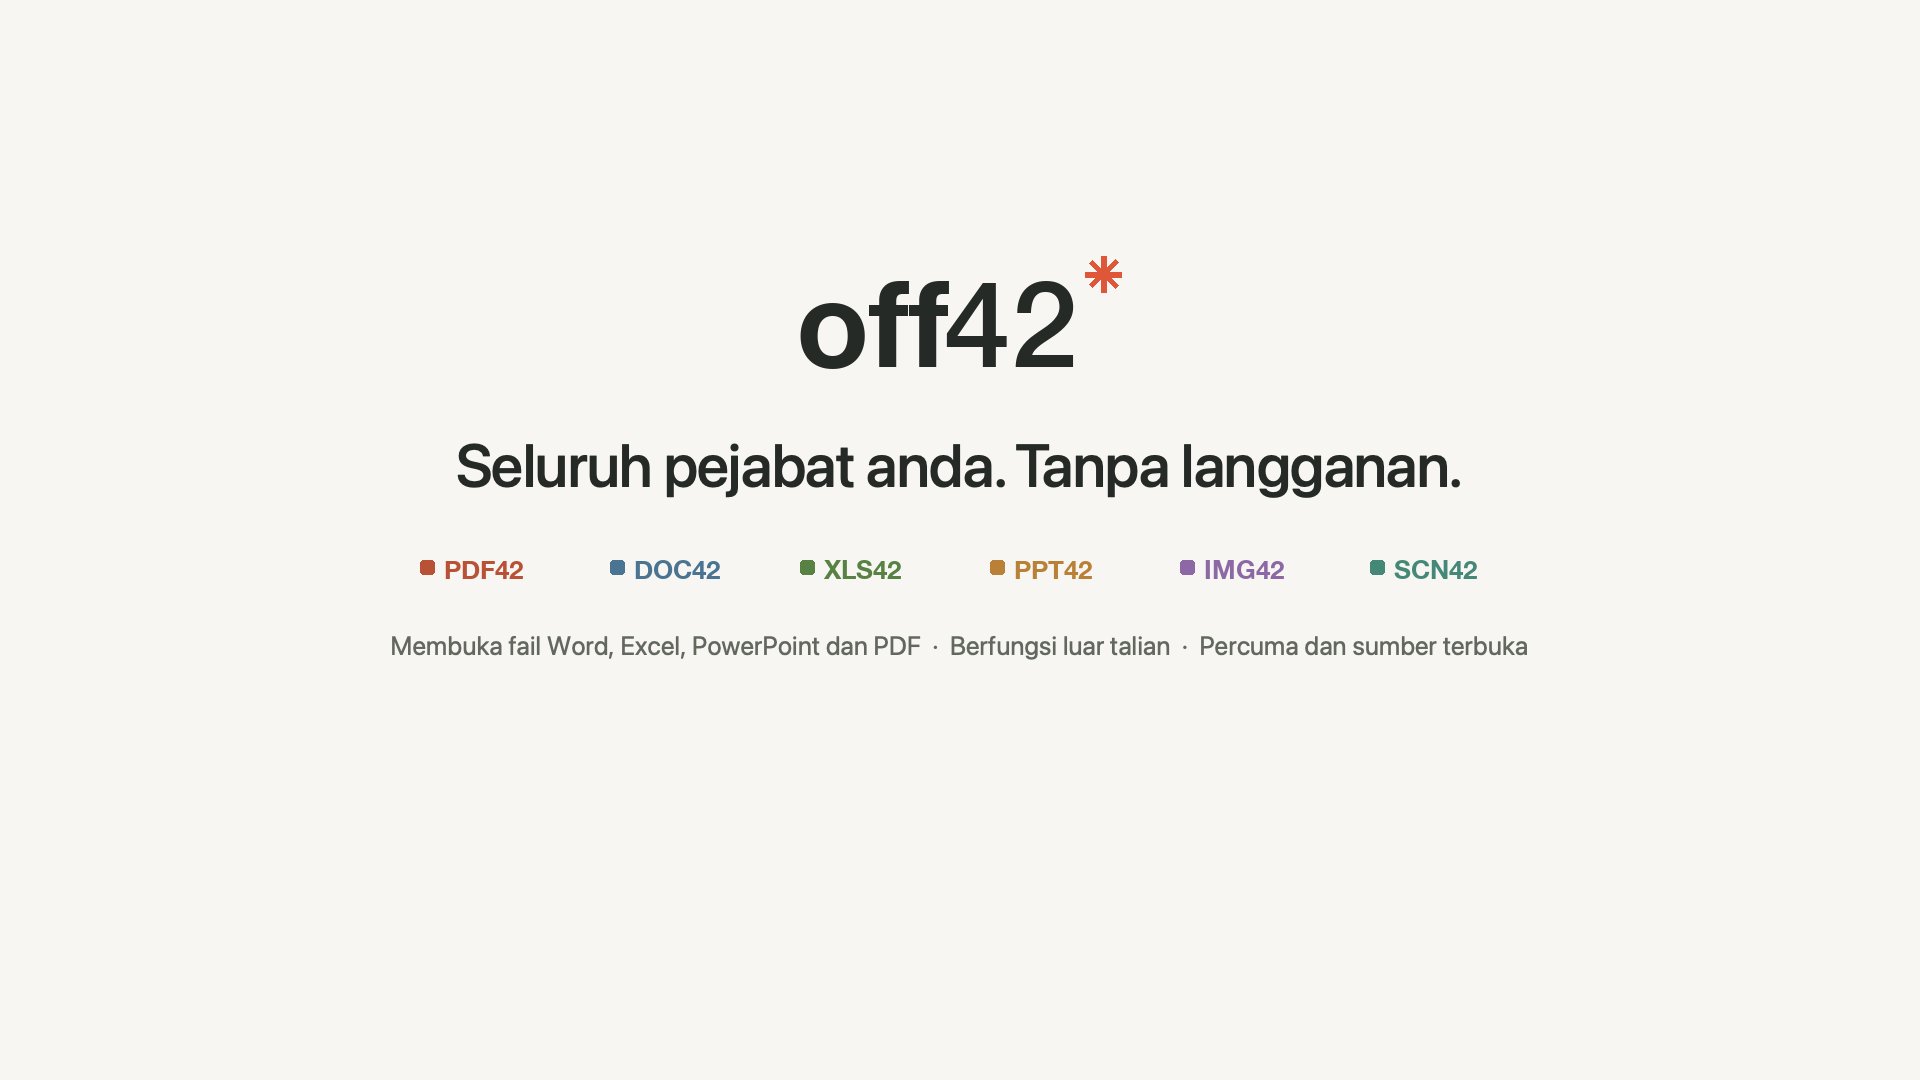 off42*
Seluruh pejabat anda. Tanpa langganan.
PDF42 DOC42 XLS42 PPT42 IMG42 SCN42
Membuka fail Word, Excel, PowerPoint dan PDF · Berfungsi luar talian · Percuma dan sumber terbuka